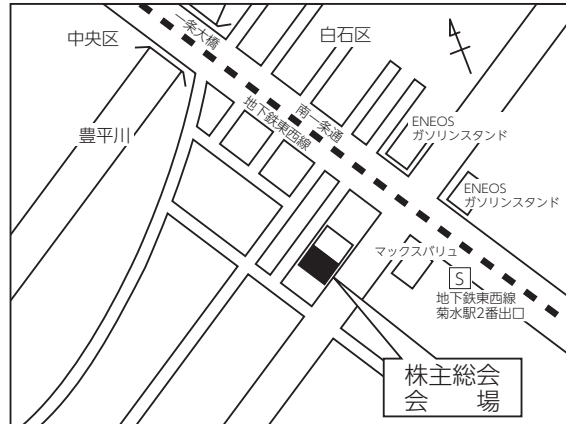 一条大橋
中央区
白石区
豊平川
南一条通
地下鉄東西線
ENEOS
ガソリンスタンド
ENEOS
ガソリンスタンド
マックスバリュ
S
地下鉄東西線
菊水駅2番出口
株主総会
会　場